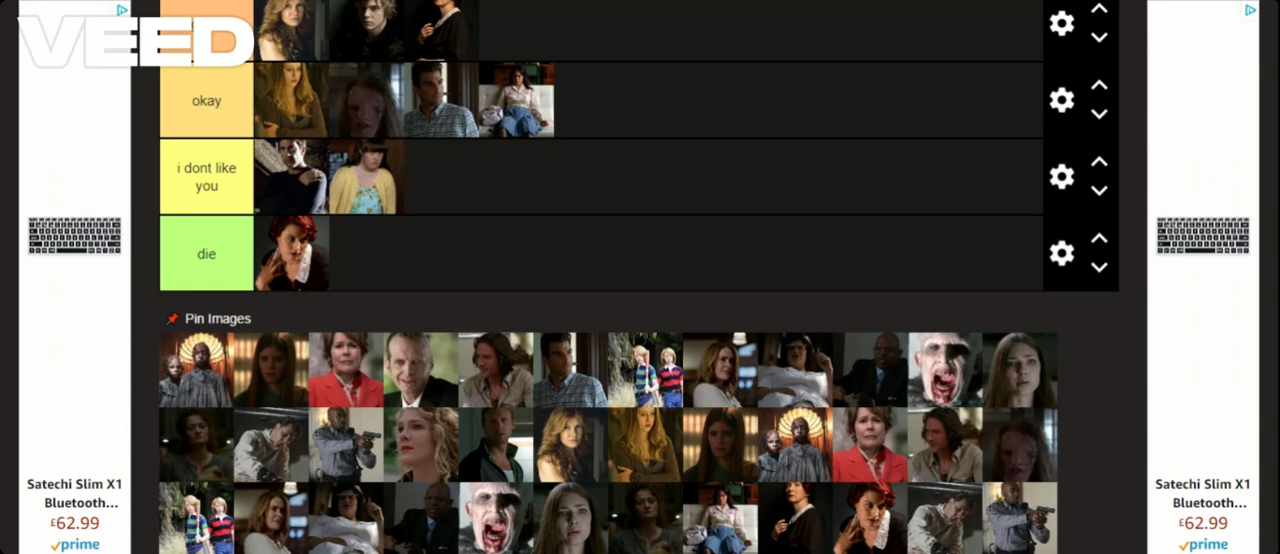 VEED
okay
i dont like
you
die
Pin Images
Satechi Slim X1
Bluetooth...
£62.99
prime
Satechi Slim X1
Bluetooth...
£62.99
prime